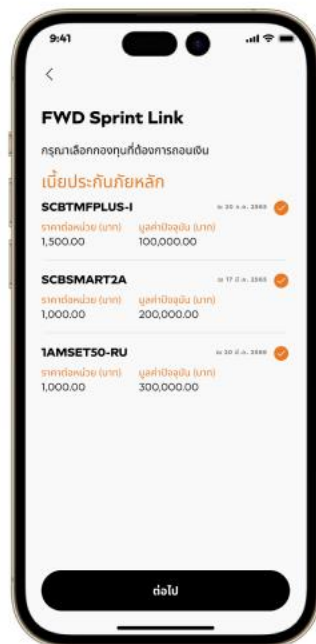 9:41
FWD Sprint Link
กรุณาเลือกกองทุนที่ต้องการถอนเงิน
เบี้ยประกันภัยหลัก
SCBTMFPLUS-I
ราคาต่อหน่วย (บาท) มูลค่าปัจจุบัน (บาท)
1,500.00 100,000.00
SCBSMART2A
ราคาต่อหน่วย (บาท) มูลค่าปัจจุบัน (บาท)
1,000.00 200,000.00
1AMSET50-RU
ราคาต่อหน่วย (บาท) มูลค่าปัจจุบัน (บาท)
1,000.00 300,000.00
ต่อไป